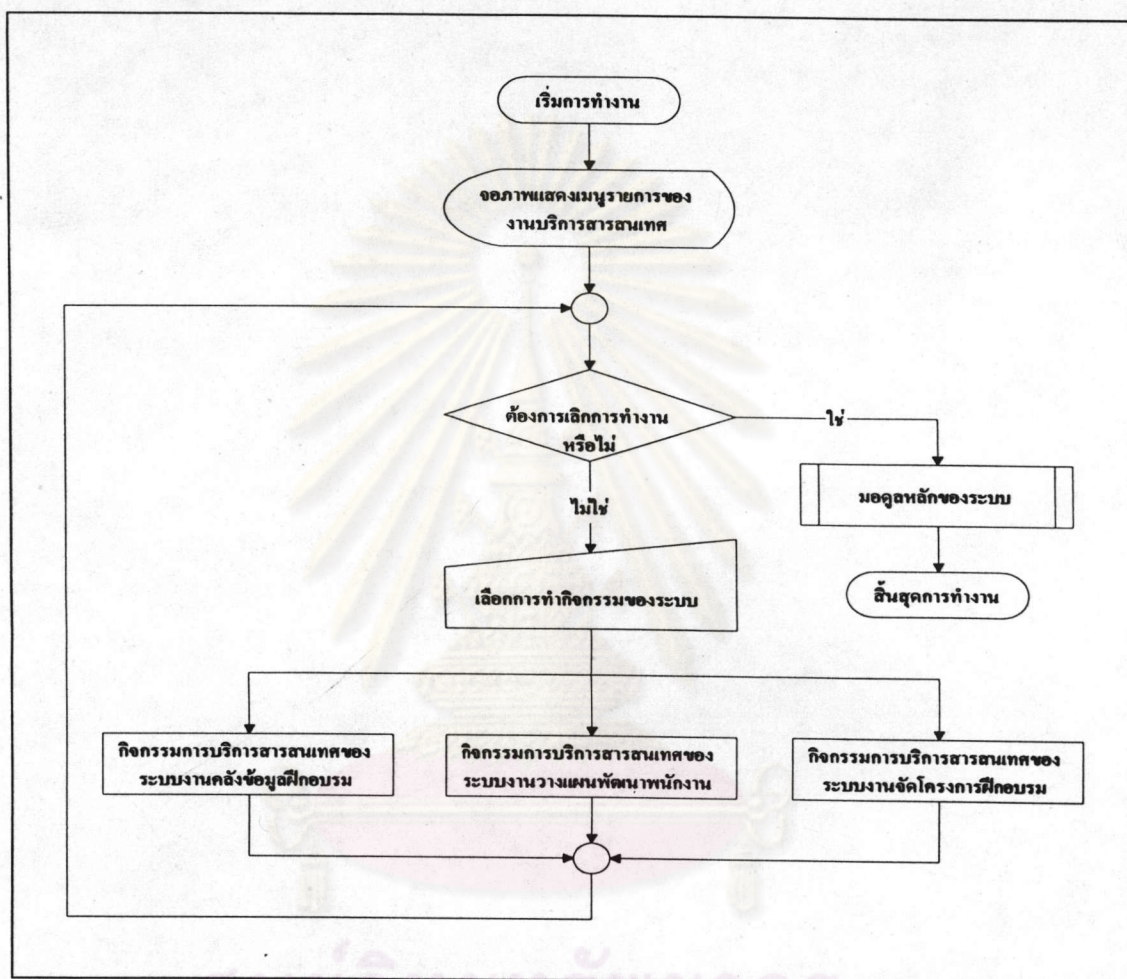 เริ่มการทำงาน
จอภาพแสดงเมนูรายการของ
งานบริการสารสนเทศ
ต้องการเลิกการทำงาน
หรือไม่
ใช่
มอดูลหลักของระบบ
สิ้นสุดการทำงาน
ไม่ใช่
เลือกการทำกิจกรรมของระบบ
กิจกรรมการบริการสารสนเทศของ
ระบบงานคลังข้อมูลฝึกอบรม
กิจกรรมการบริการสารสนเทศของ
ระบบงานวางแผนพัฒนาพนักงาน
กิจกรรมการบริการสารสนเทศของ
ระบบงานจัดโครงการฝึกอบรม